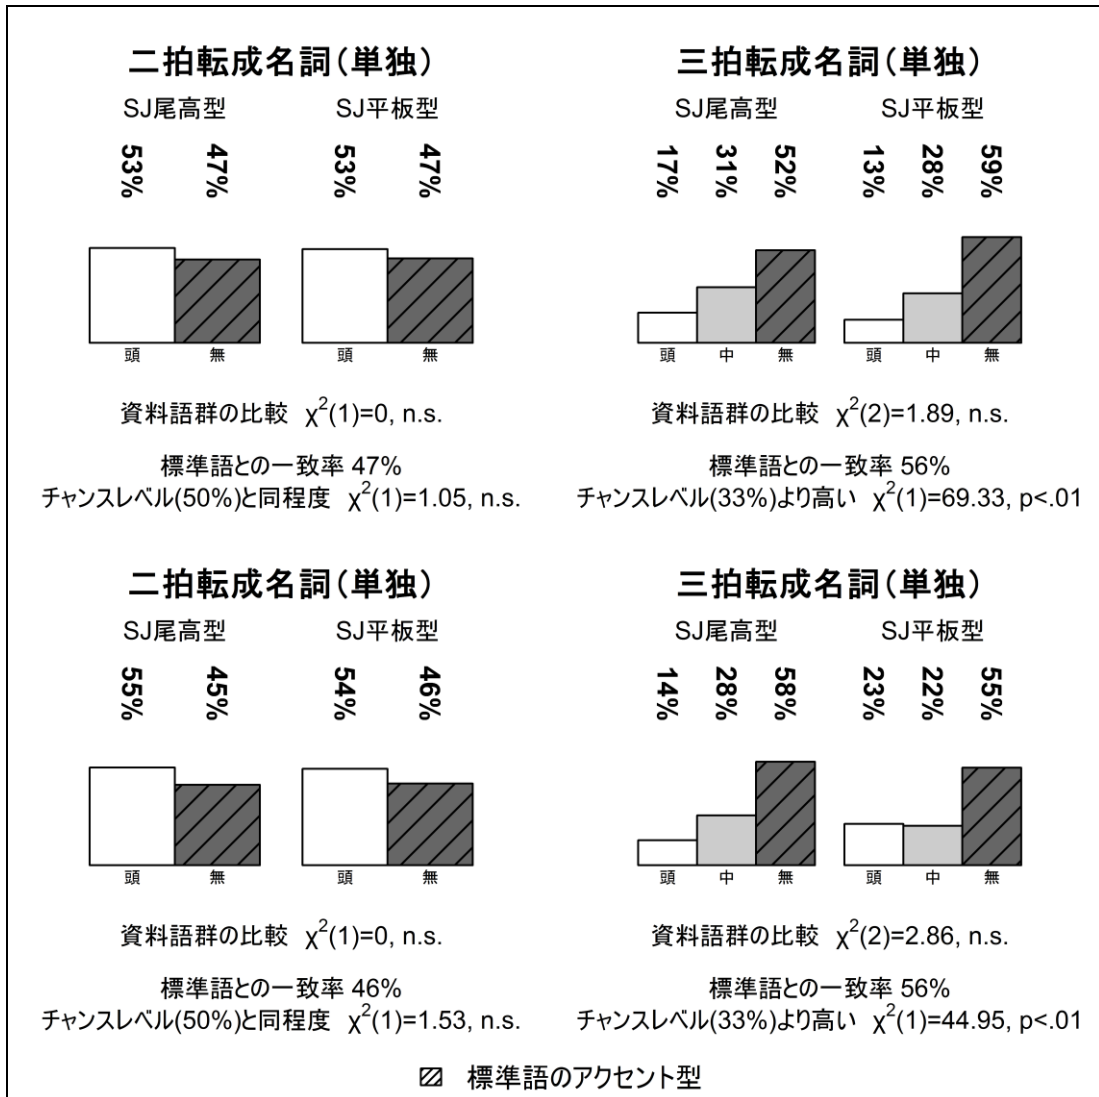 二拍転成名詞(単独)
SJ尾高型 SJ平板型
53% 47% 53% 47%
頭 無 頭 無
資料語群の比較 χ²(1)=0, n.s.
標準語との一致率 47%
チャンスレベル(50%)と同程度 χ²(1)=1.05, n.s.
三拍転成名詞(単独)
SJ尾高型 SJ平板型
17% 31% 52% 13% 28% 59%
頭 中 無 頭 中 無
資料語群の比較 χ²(2)=1.89, n.s.
標準語との一致率 56%
チャンスレベル(33%)より高い χ²(1)=69.33, p<.01
二拍転成名詞(単独)
SJ尾高型 SJ平板型
55% 45% 54% 46%
頭 無 頭 無
資料語群の比較 χ²(1)=0, n.s.
標準語との一致率 46%
チャンスレベル(50%)と同程度 χ²(1)=1.53, n.s.
三拍転成名詞(単独)
SJ尾高型 SJ平板型
14% 28% 58% 23% 22% 55%
頭 中 無 頭 中 無
資料語群の比較 χ²(2)=2.86, n.s.
標準語との一致率 56%
チャンスレベル(33%)より高い χ²(1)=44.95, p<.01
標準語のアクセント型